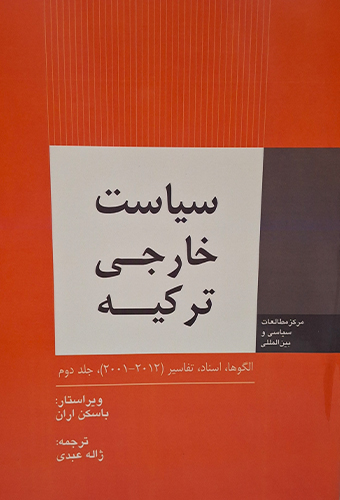 سیاست
خارجی
ترکیه
مرکز مطالعات
سیاسی و
بین‌المللی
الگوها، اسناد، تفاسیر (۲۰۱۲-۲۰۰۱)، جلد دوم
ویراستار:
باسکن اران
ترجمه:
ژاله عبدی